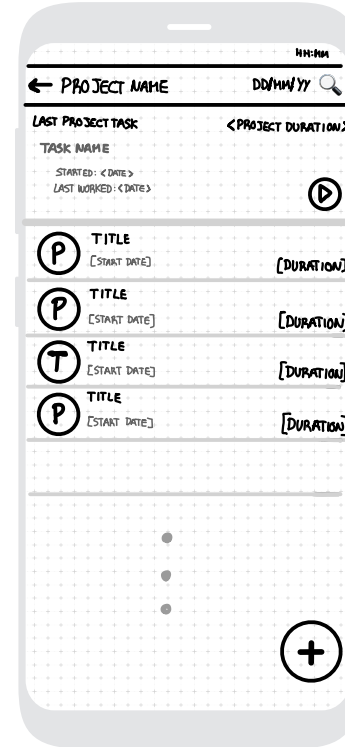 HH:MM
← PROJECT NAME DD/MM/YY
LAST PROJECT TASK <PROJECT DURATION>
TASK NAME
STARTED: <DATE>
LAST WORKED: <DATE>
P TITLE
[START DATE] [DURATION]
P TITLE
[START DATE] [DURATION]
T TITLE
[START DATE] [DURATION]
P TITLE
[START DATE] [DURATION]
+